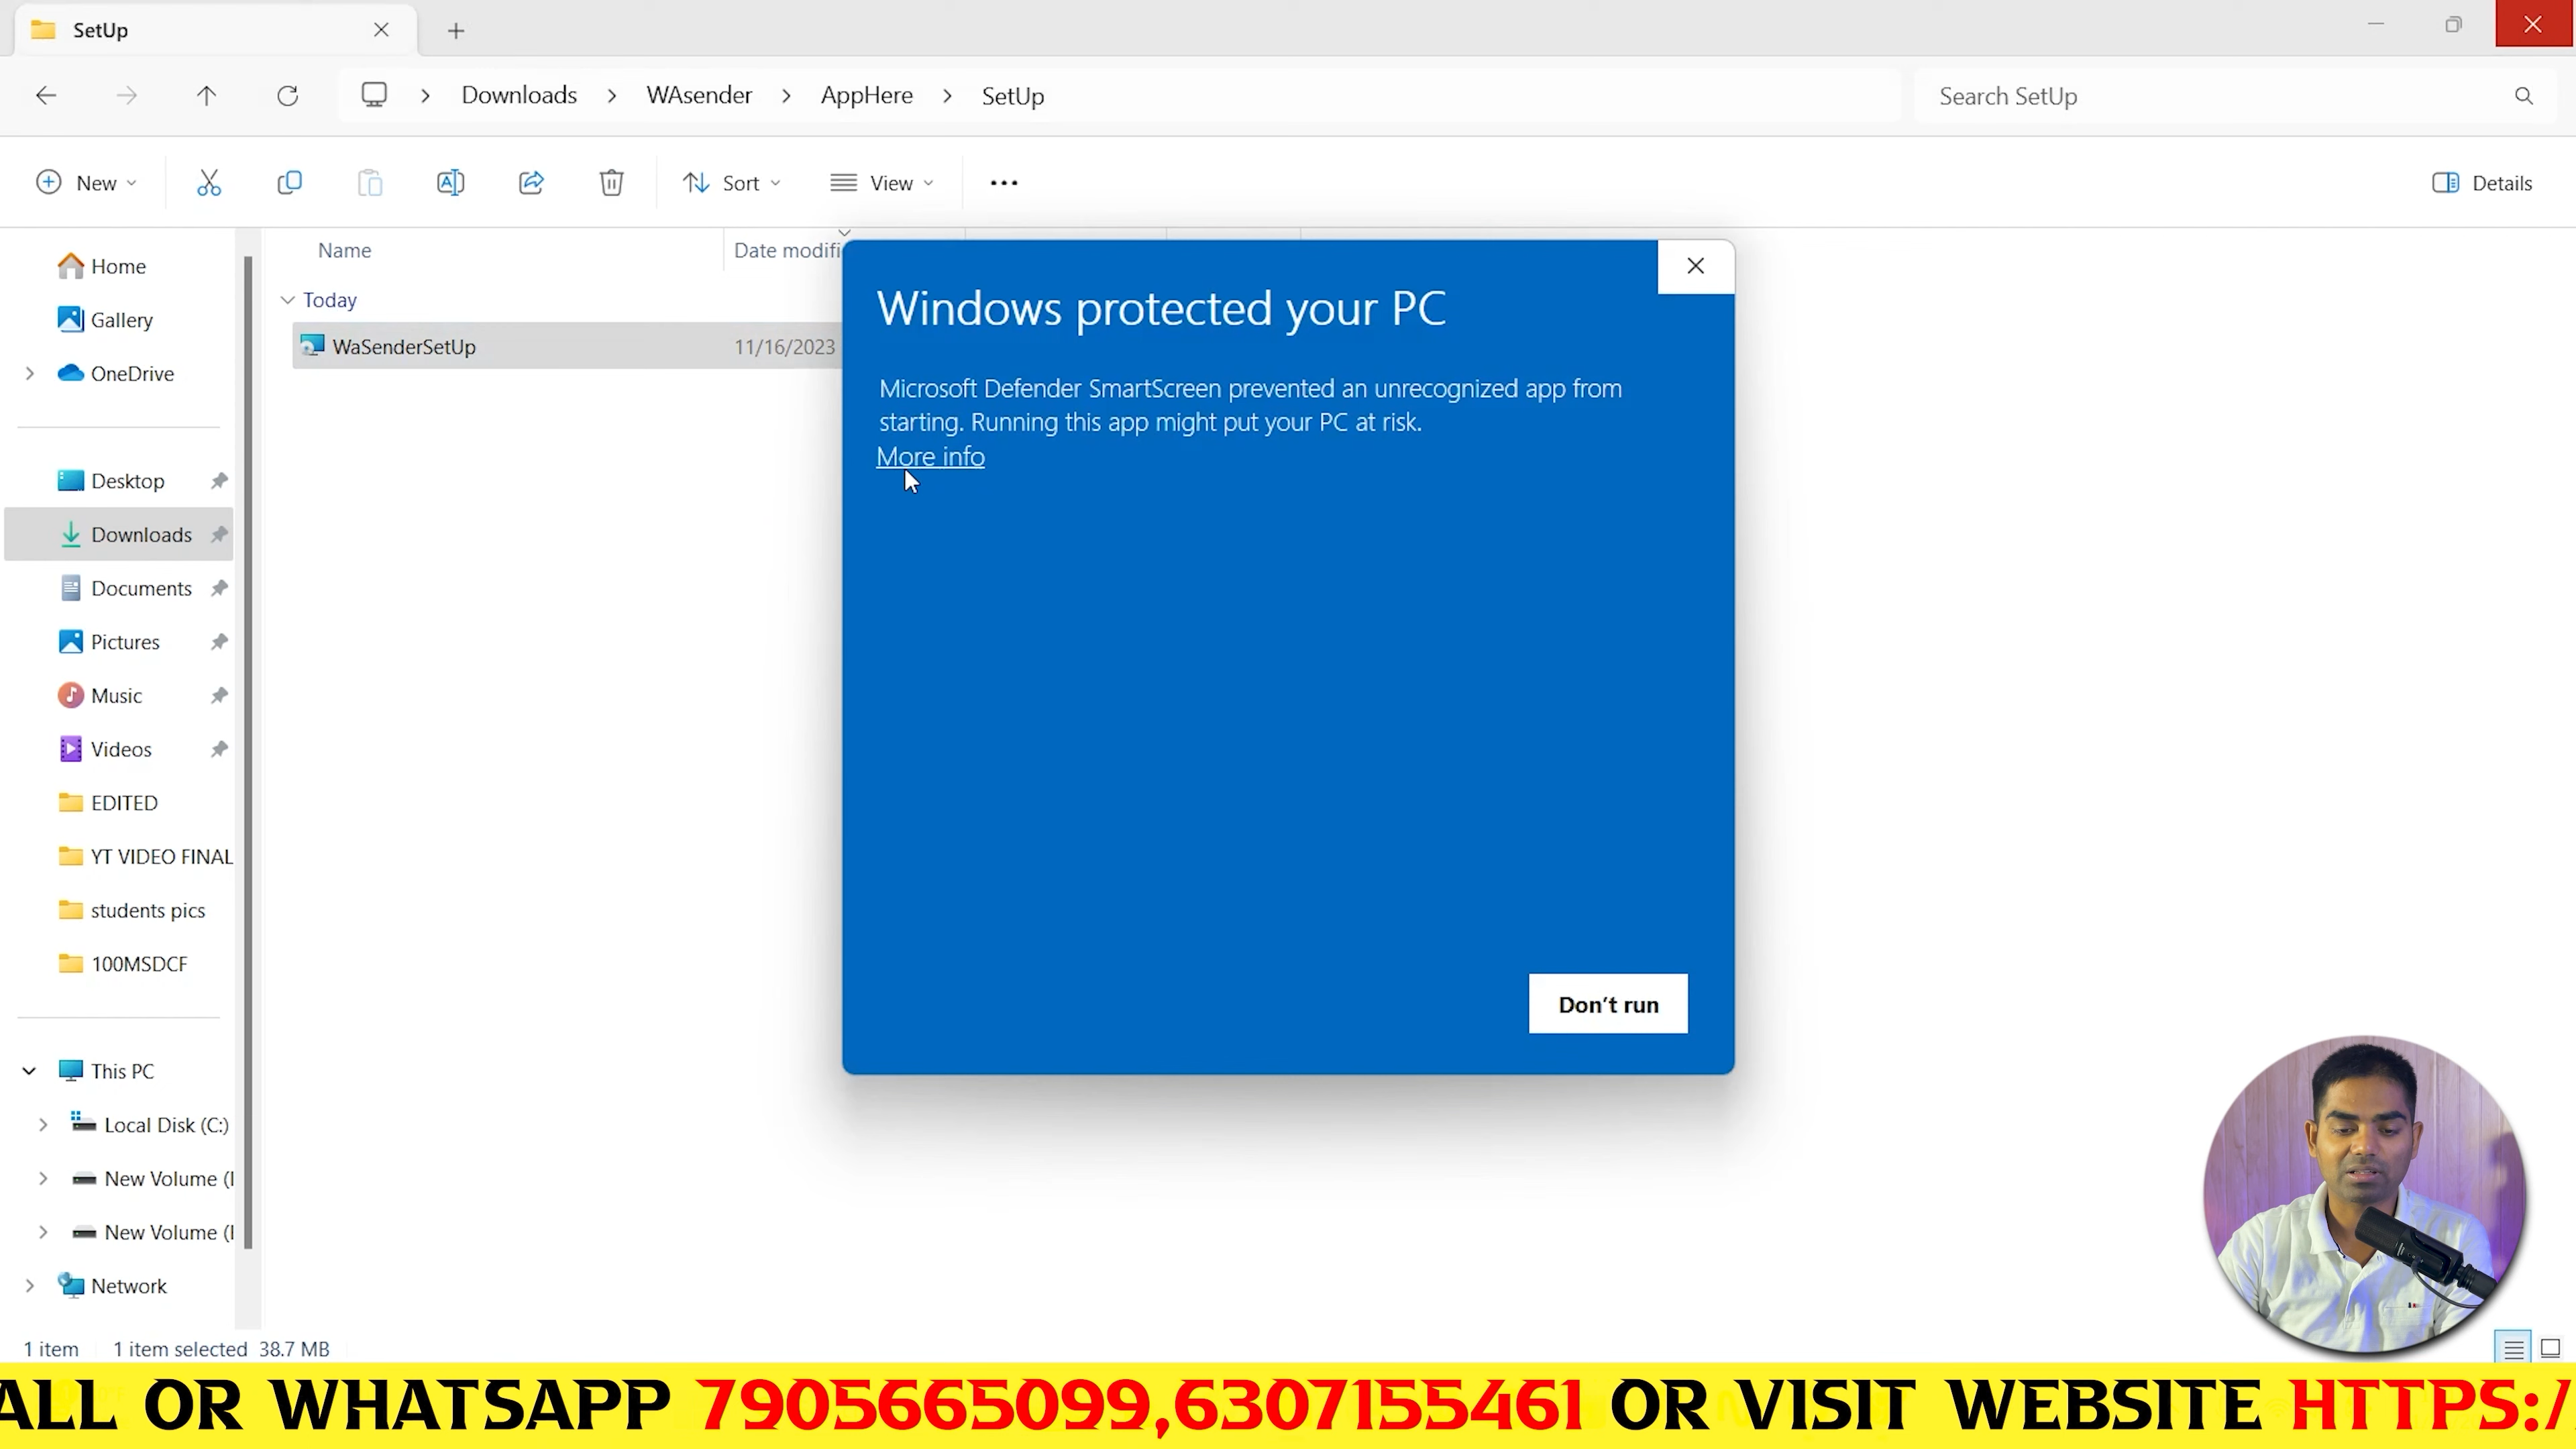 SetUp
Downloads
WAsender
AppHere
SetUp
Search SetUp
New
Sort
View
Details
Home
Gallery
OneDrive
Desktop
Downloads
Documents
Pictures
Music
Videos
EDITED
YT VIDEO FINAL
students pics
100MSDCF
This PC
Local Disk (C:)
New Volume (
New Volume (
Network
Name
Date modifi
Today
WaSenderSetUp
11/16/2023
Windows protected your PC
Microsoft Defender SmartScreen prevented an unrecognized app from
starting. Running this app might put your PC at risk.
More info
Don't run
1 item
1 item selected 38.7 MB
ALL OR WHATSAPP 7905665099,6307155461 OR VISIT WEBSITE HTTPS:/